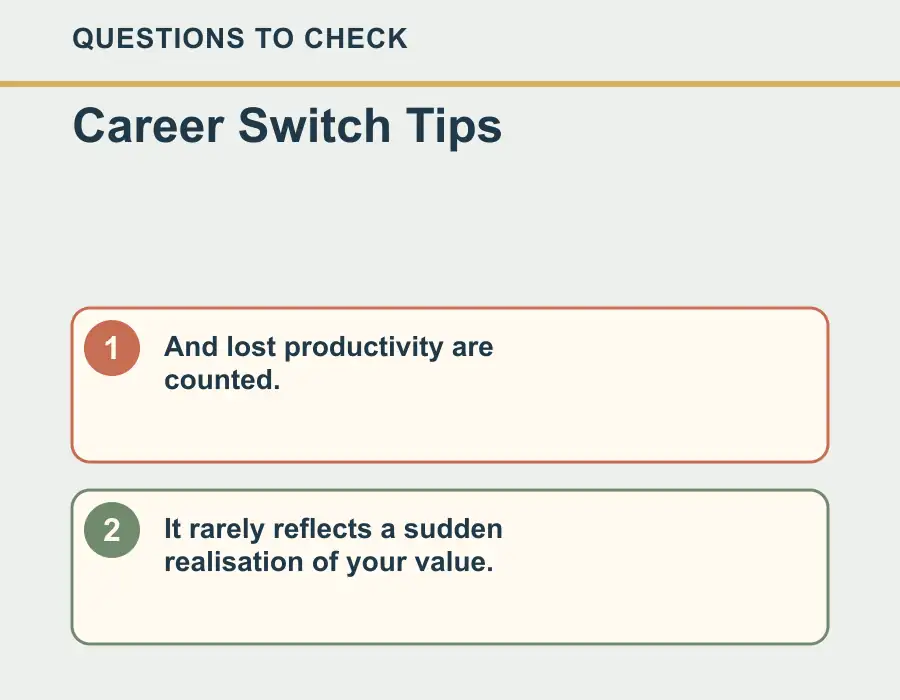 QUESTIONS TO CHECK
Career Switch Tips
1
And lost productivity are
counted.
2
It rarely reflects a sudden
realisation of your value.